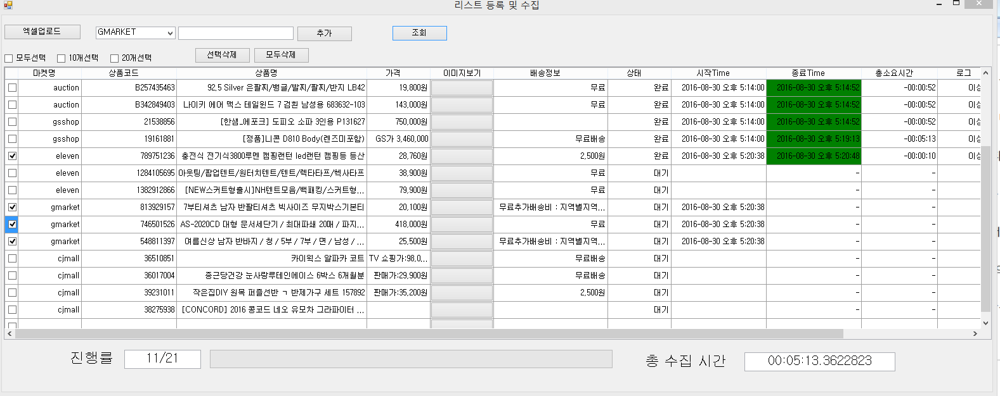 리스트 등록 및 수집
엑셀업로드 GMARKET 추가 조회
모두선택 10개선택 20개선택 선택삭제 모두삭제
마켓명 상품코드 상품명 가격 이미지보기 배송정보 상태 시작Time 종료Time 총소요시간 로그
auction B257435463 92.5 Silver 은팔찌/뱅글/발찌/팔찌/반지 LB42 19,800원 무료 완료 2016-08-30 오후 5:14:00 2016-08-30 오후 5:14:52 -00:00:52 이상
auction B342849403 나이키 에어 맥스 테일윈드 7 검흰 남성용 683632-103 143,000원 무료 완료 2016-08-30 오후 5:14:00 2016-08-30 오후 5:14:52 -00:00:52 이상
gsshop 21538856 [한샘_에포크] 도피오 소파 3인용 P131627 750,000원 완료 2016-08-30 오후 5:14:00 2016-08-30 오후 5:14:52 -00:00:52 이상
gsshop 19161881 [정품]니콘 D810 Body(렌즈미포함) GS가 3,460,000 무료배송 완료 2016-08-30 오후 5:14:00 2016-08-30 오후 5:19:13 -00:05:13 이상
eleven 789751236 충전식 전기식3800루멘 캠핑랜턴 led랜턴 캠핑등 등산 28,760원 2,500원 완료 2016-08-30 오후 5:20:38 2016-08-30 오후 5:20:48 -00:00:10 이상
eleven 1284105695 아웃팅/팝업텐트/원터치텐트/텐트/렉타타프/헥사타프 38,900원 무료 대기 - -
eleven 1382912866 [NEW스커트형출시]NH텐트모음/백패킹/스커트형... 79,900원 무료 대기 - -
gmarket 813929157 7부티셔츠 남자 반팔티셔츠 빅사이즈 무지박스기본티 20,100원 무료추가배송비 : 지역별지역... 대기 2016-08-30 오후 5:20:38 - -
gmarket 746501526 AS-2020CD 대형 문서세단기 / 최대파쇄 20매 / 파지... 418,000원 무료 대기 2016-08-30 오후 5:20:38 - -
gmarket 548811397 여름신상 남자 반바지 / 청 / 5부 / 7부 / 면 / 남성 / ... 25,500원 무료추가배송비 : 지역별지역... 대기 2016-08-30 오후 5:20:38 - -
cjmall 36510851 카이웍스 알파카 코트 TV 쇼핑가:98,0... 무료배송 대기 - -
cjmall 36017004 종근당건강 눈사랑루테인에이스 6박스 6개월분 판매가:29,900원 무료배송 대기 - -
cjmall 39231011 작은집DIY 원목 퍼즐선반 ㄱ 반제가구 세트 157892 판매가:35,200원 2,500원 대기 - -
cjmall 38275938 [CONCORD] 2016 콩코드 네오 유모차 그라파이터 ... 대기 - -
진행률 11/21 총 수집 시간 00:05:13.3622823